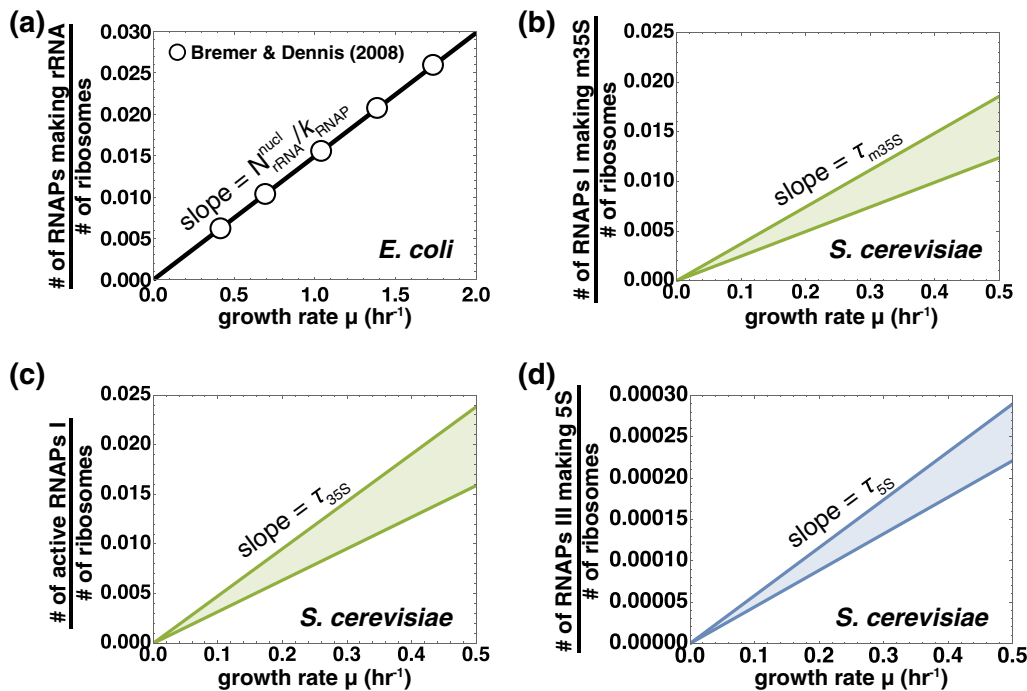 (a)
# of RNAPs making rRNA
# of ribosomes
0.030
0.025
0.020
0.015
0.010
0.005
0.000
Bremer & Dennis (2008)
slope = N^nucl_rRNA/k_RNAP
E. coli
0.0 0.5 1.0 1.5 2.0
growth rate μ (hr-1)
(b)
# of RNAPs I making m35S
# of ribosomes
0.025
0.020
0.015
0.010
0.005
0.000
slope = τm35S
S. cerevisiae
0.0 0.1 0.2 0.3 0.4 0.5
growth rate μ (hr-1)
(c)
# of active RNAPs I
# of ribosomes
0.025
0.020
0.015
0.010
0.005
0.000
slope = τ35S
S. cerevisiae
0.0 0.1 0.2 0.3 0.4 0.5
growth rate μ (hr-1)
(d)
# of RNAPs III making 5S
# of ribosomes
0.00030
0.00025
0.00020
0.00015
0.00010
0.00005
0.00000
slope = τ5S
S. cerevisiae
0.0 0.1 0.2 0.3 0.4 0.5
growth rate μ (hr-1)